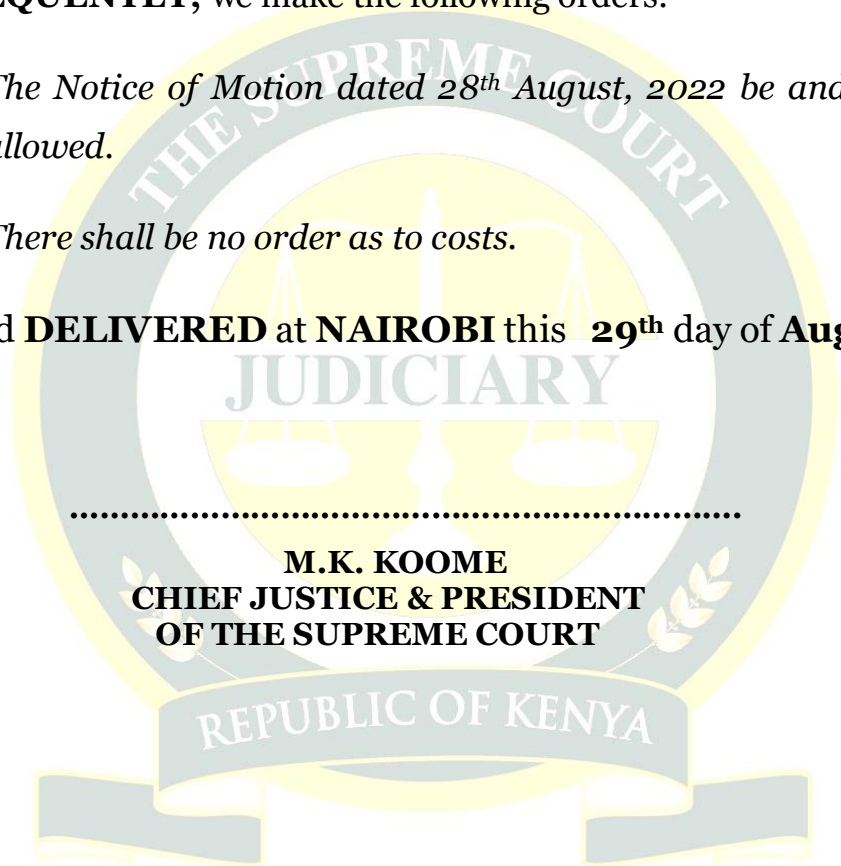 EQUENTLY, we make the following orders:
The Notice of Motion dated 28th August, 2022 be and
allowed.
THE SUPREME COURT
There shall be no order as to costs.
d DELIVERED at NAIROBI this 29th day of Aug
JUDICIARY
................................................................
M.K. KOOME
CHIEF JUSTICE & PRESIDENT
OF THE SUPREME COURT
REPUBLIC OF KENYA